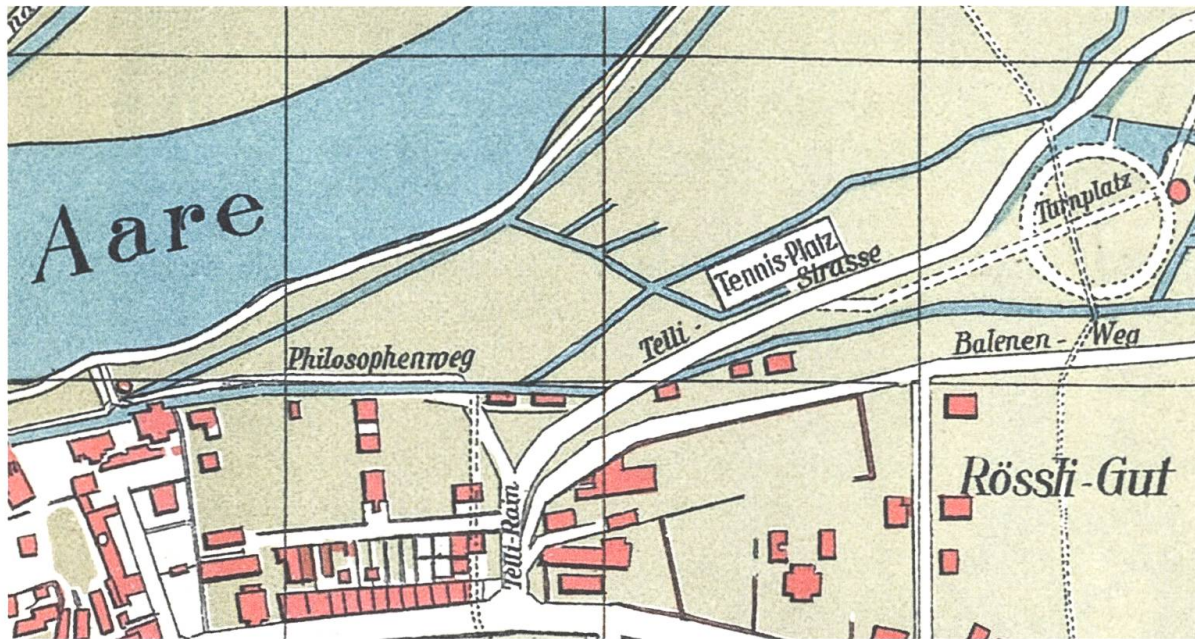 Aare
Turnplatz
Tennis-Platz
Telli-Strasse
Philosophenweg
Balenen-Weg
Rössli-Gut
Telli-Rain